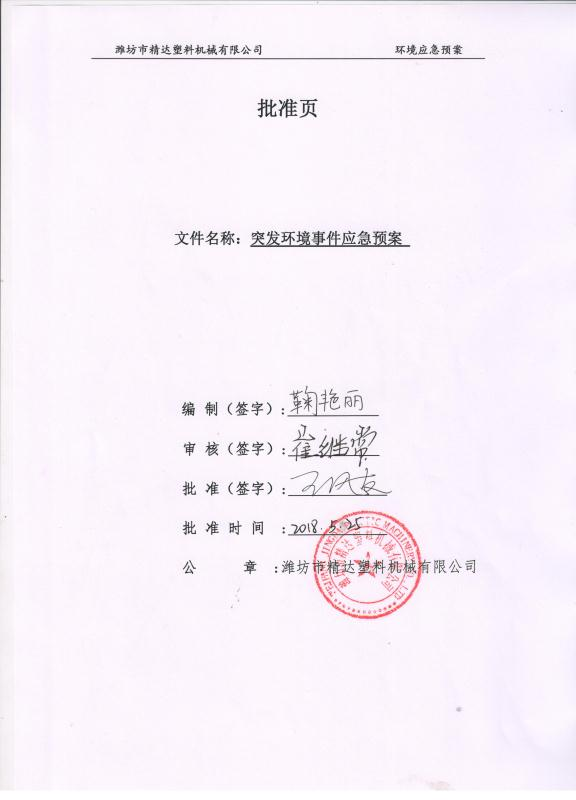 潍坊市精达塑料机械有限公司 环境应急预案
批准页
文件名称：突发环境事件应急预案
编 制（签字）：鞠艳丽
审 核（签字）：崔继常
批 准（签字）：
批 准 时 间 ：2018.5.25
公 章 ：潍坊市精达塑料机械有限公司